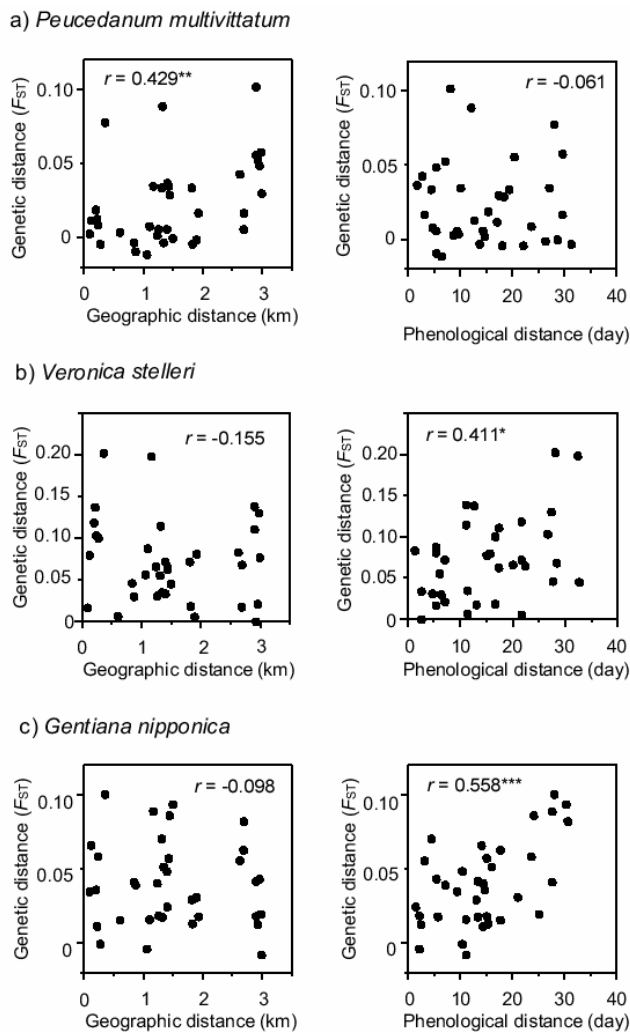 a) Peucedanum multivittatum
r = 0.429**
0.10
0.05
0
Genetic distance (FST)
0 1 2 3
Geographic distance (km)
r = -0.061
0.10
0.05
0
Genetic distance (FST)
0 10 20 30 40
Phenological distance (day)
b) Veronica stelleri
r = -0.155
0.20
0.15
0.10
0.05
0
Genetic distance (FST)
0 1 2 3
Geographic distance (km)
r = 0.411*
0.20
0.15
0.10
0.05
0
Genetic distance (FST)
0 10 20 30 40
Phenological distance (day)
c) Gentiana nipponica
r = -0.098
0.10
0.05
0
Genetic distance (FST)
0 1 2 3
Geographic distance (km)
r = 0.558***
0.10
0.05
0
Genetic distance (FST)
0 10 20 30 40
Phenological distance (day)